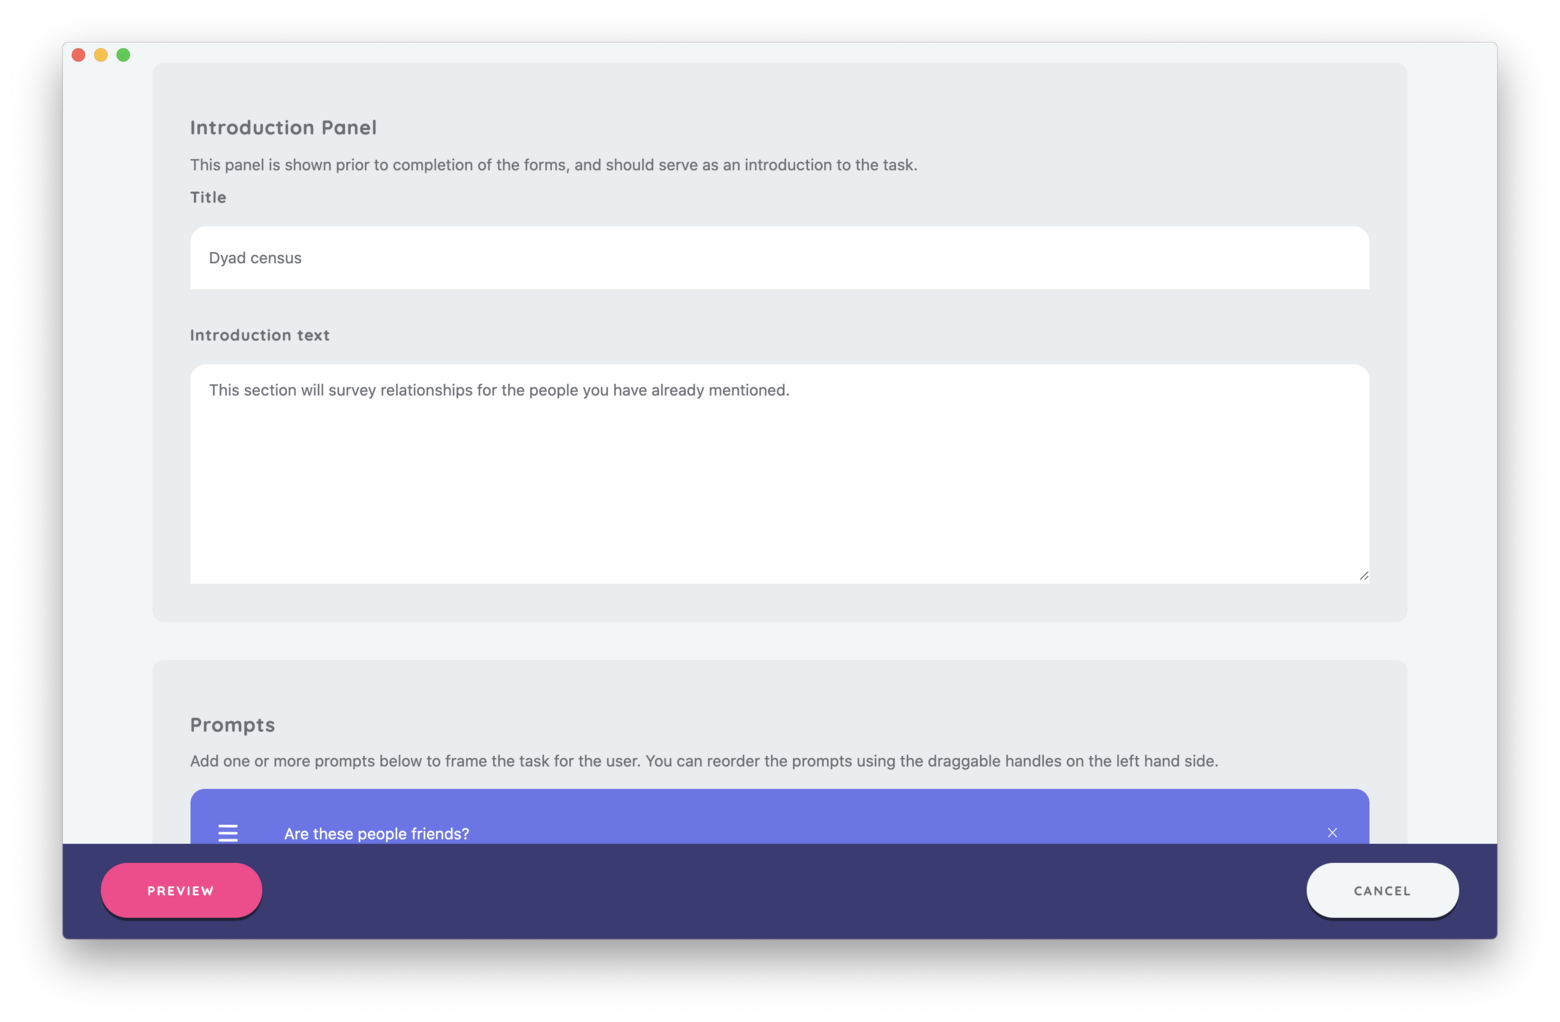 Introduction Panel
This panel is shown prior to completion of the forms, and should serve as an introduction to the task.
Title
Dyad census
Introduction text
This section will survey relationships for the people you have already mentioned.
Prompts
Add one or more prompts below to frame the task for the user. You can reorder the prompts using the draggable handles on the left hand side.
Are these people friends?
PREVIEW
CANCEL